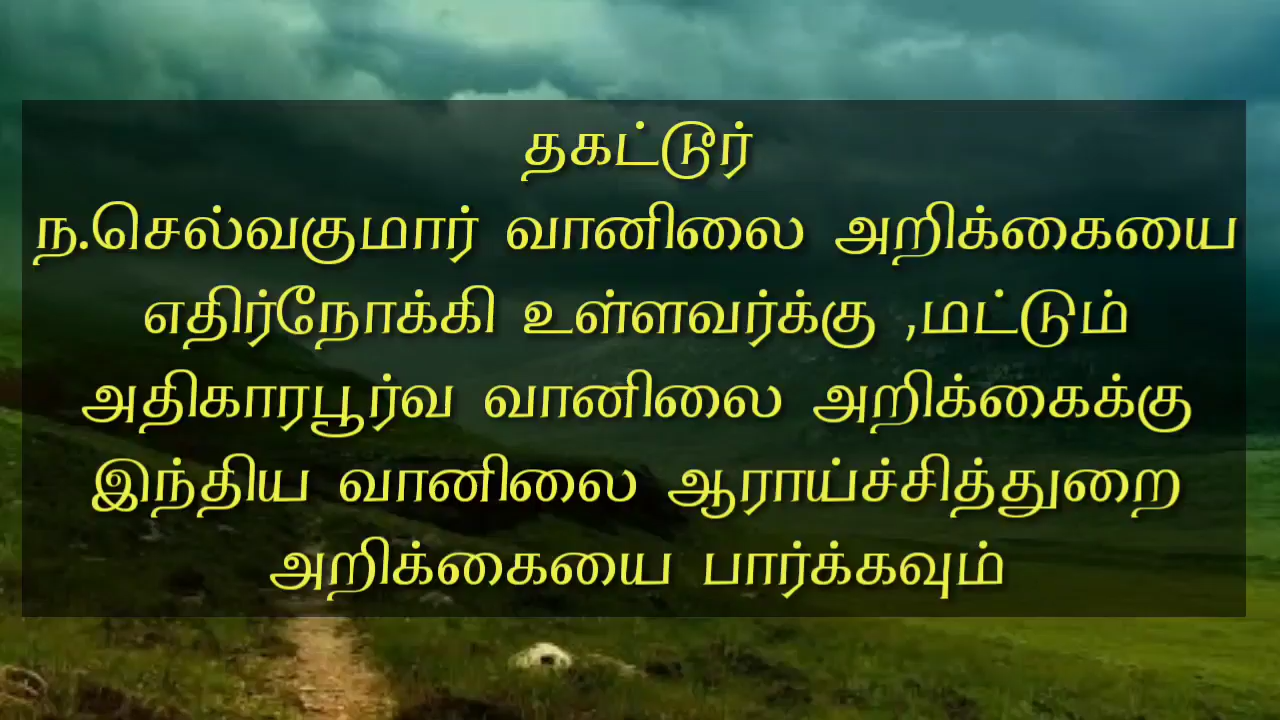 தகட்டூர்
ந.செல்வகுமார் வானிலை அறிக்கையை
எதிர்நோக்கி உள்ளவர்க்கு ,மட்டும்
அதிகாரபூர்வ வானிலை அறிக்கைக்கு
இந்திய வானிலை ஆராய்ச்சித்துறை
அறிக்கையை பார்க்கவும்